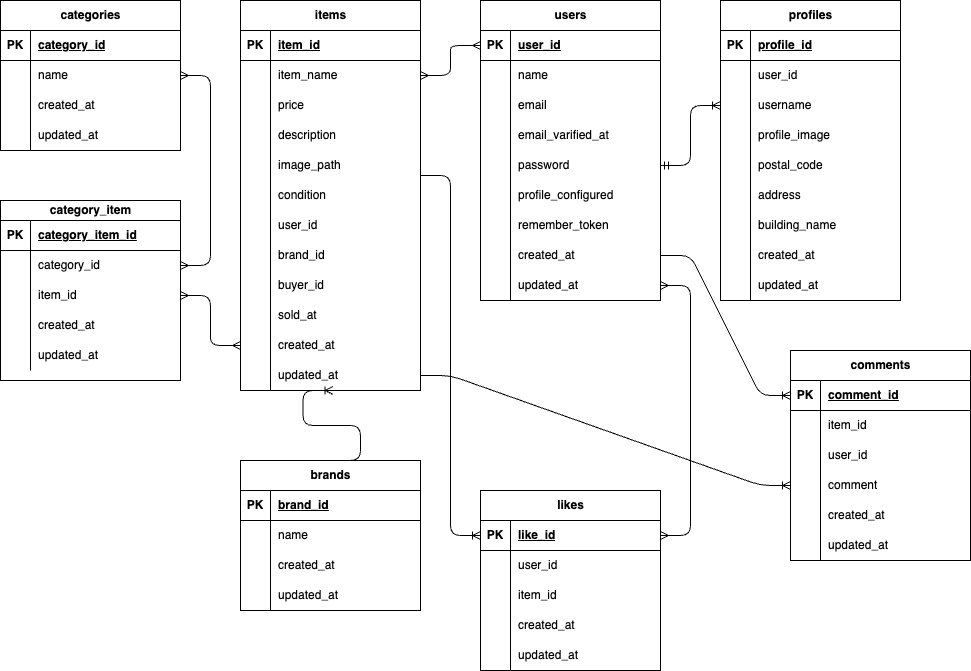 categories
PK category_id
name
created_at
updated_at
items
PK item_id
item_name
price
description
image_path
condition
user_id
brand_id
buyer_id
sold_at
created_at
updated_at
users
PK user_id
name
email
email_varified_at
password
profile_configured
remember_token
created_at
updated_at
profiles
PK profile_id
user_id
username
profile_image
postal_code
address
building_name
created_at
updated_at
category_item
PK category_item_id
category_id
item_id
created_at
updated_at
comments
PK comment_id
item_id
user_id
comment
created_at
updated_at
brands
PK brand_id
name
created_at
updated_at
likes
PK like_id
user_id
item_id
created_at
updated_at